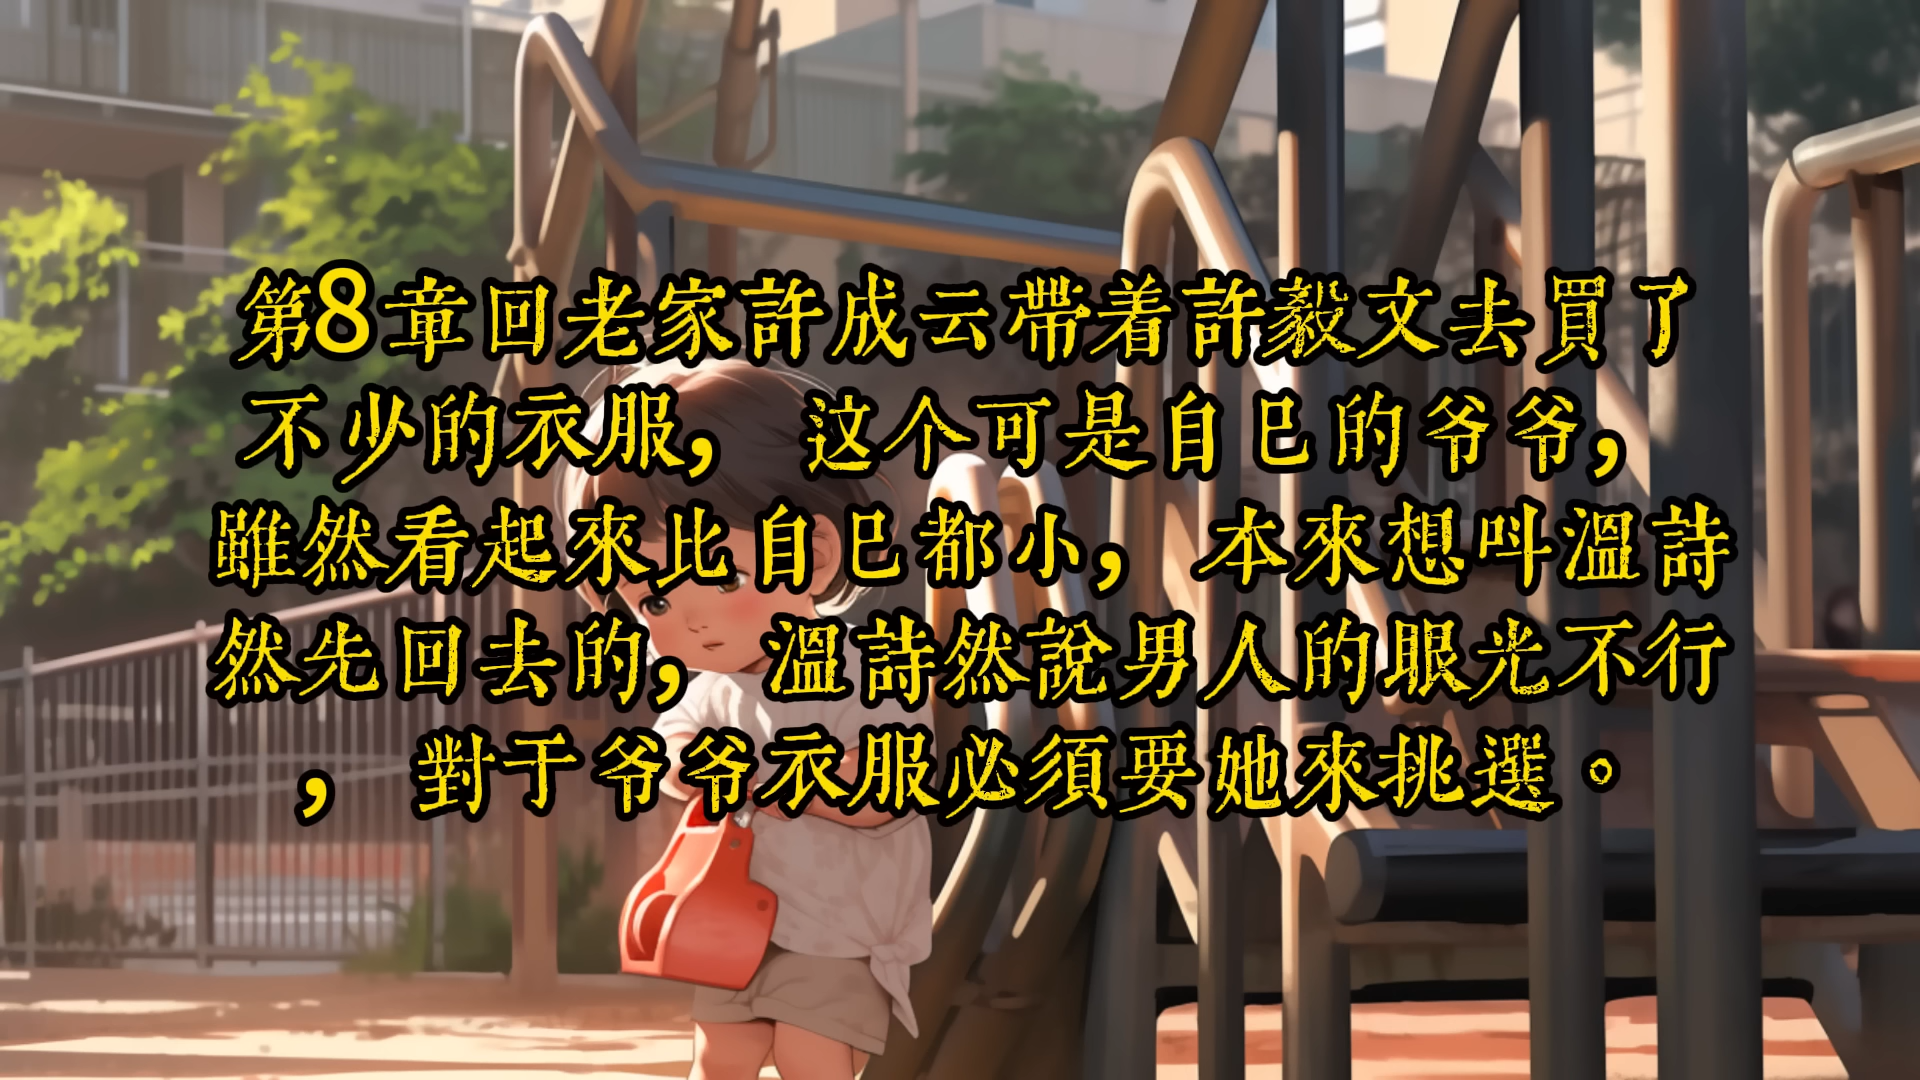 第8章回老家許成云帶着許毅文去買了
不少的衣服， 这个可是自已的爷爷，
雖然看起來比自已都小， 本來想叫溫詩
然先回去的， 溫詩然說男人的眼光不行
， 對于爷爷衣服必須要她來挑選。